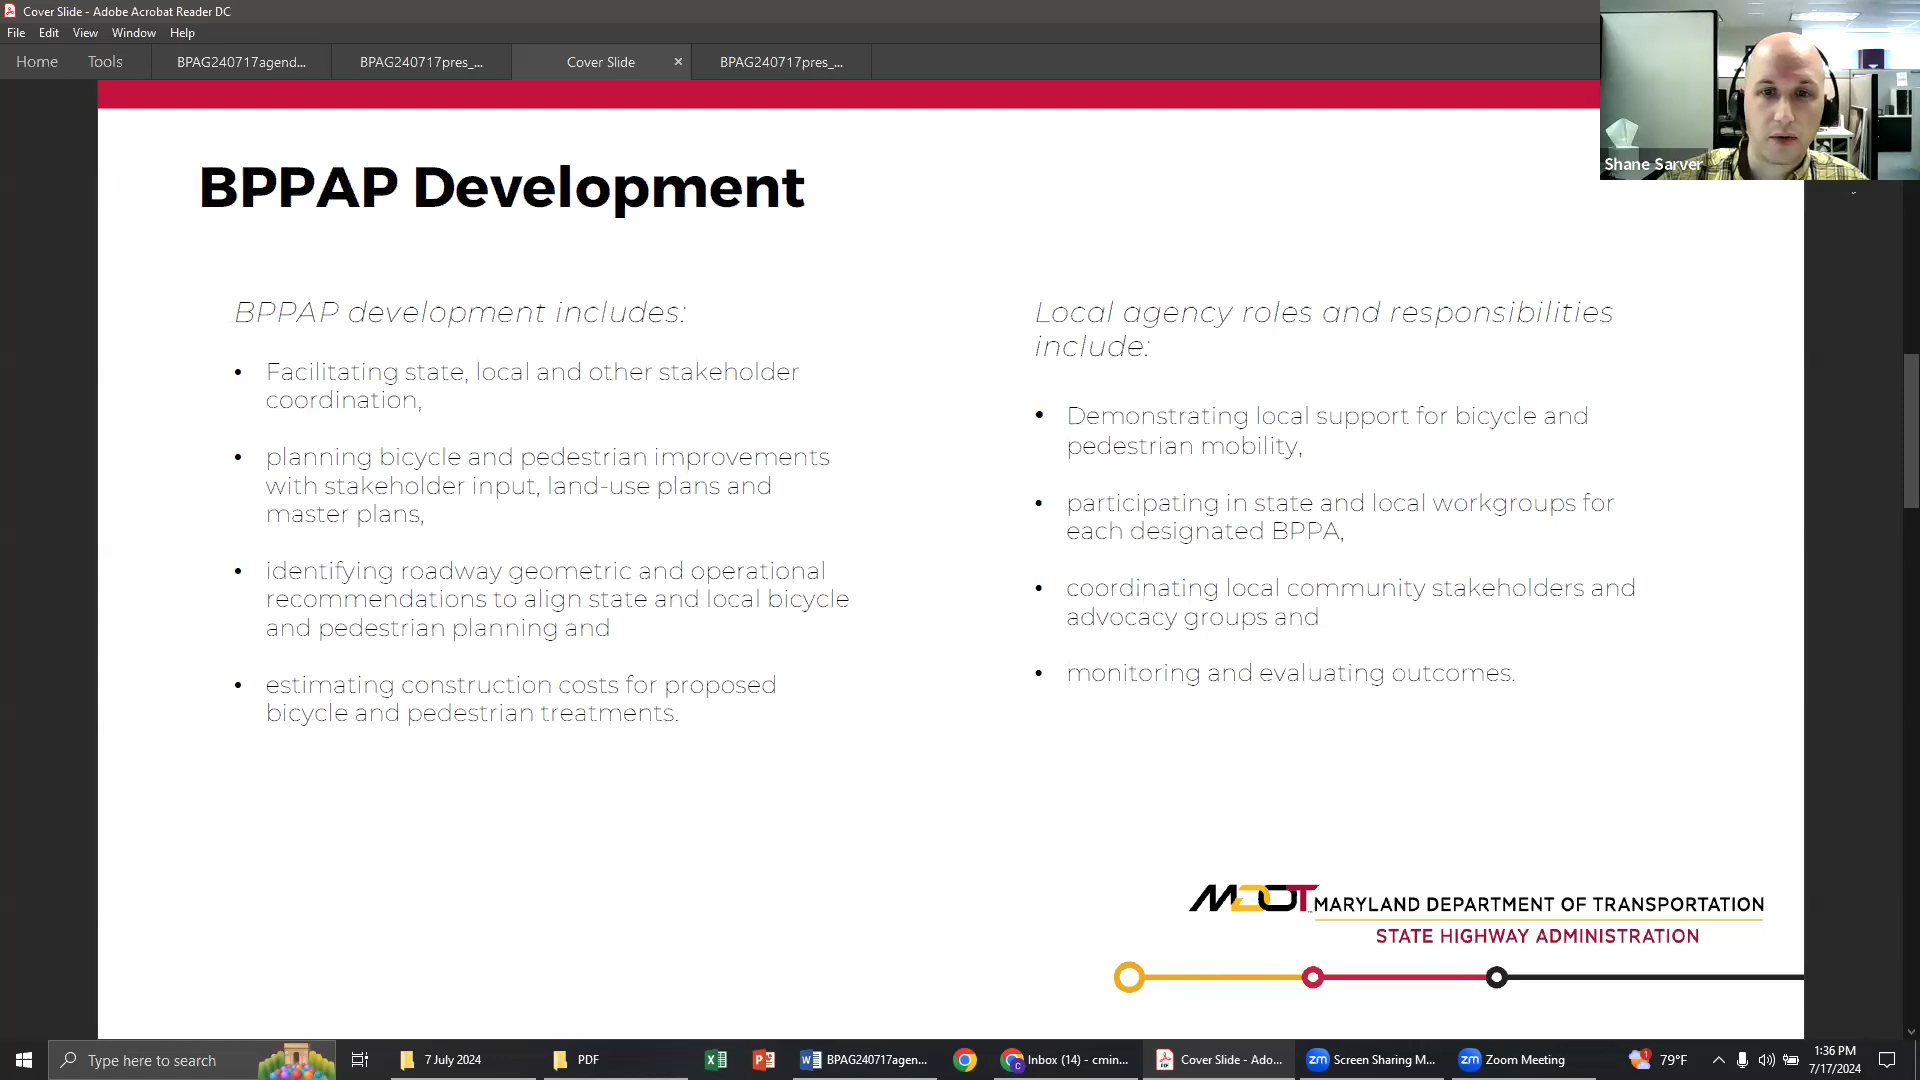 Cover Slide - Adobe Acrobat Reader DC
File Edit View Window Help
Home Tools BPAG240717agend... BPAG240717pres_... Cover Slide × BPAG240717pres_...
Shane Sarver
BPPAP Development
BPPAP development includes:
• Facilitating state, local and other stakeholder
coordination,
• planning bicycle and pedestrian improvements
with stakeholder input, land-use plans and
master plans,
• identifying roadway geometric and operational
recommendations to align state and local bicycle
and pedestrian planning and
• estimating construction costs for proposed
bicycle and pedestrian treatments.
Local agency roles and responsibilities
include:
• Demonstrating local support for bicycle and
pedestrian mobility,
• participating in state and local workgroups for
each designated BPPA,
• coordinating local community stakeholders and
advocacy groups and
• monitoring and evaluating outcomes.
MDOT MARYLAND DEPARTMENT OF TRANSPORTATION
STATE HIGHWAY ADMINISTRATION
Type here to search 7 July 2024 PDF BPAG240717agen... Inbox (14) - cmin... Cover Slide - Ado... zm Screen Sharing M... zm Zoom Meeting 1 79°F 1:36 PM
7/17/2024